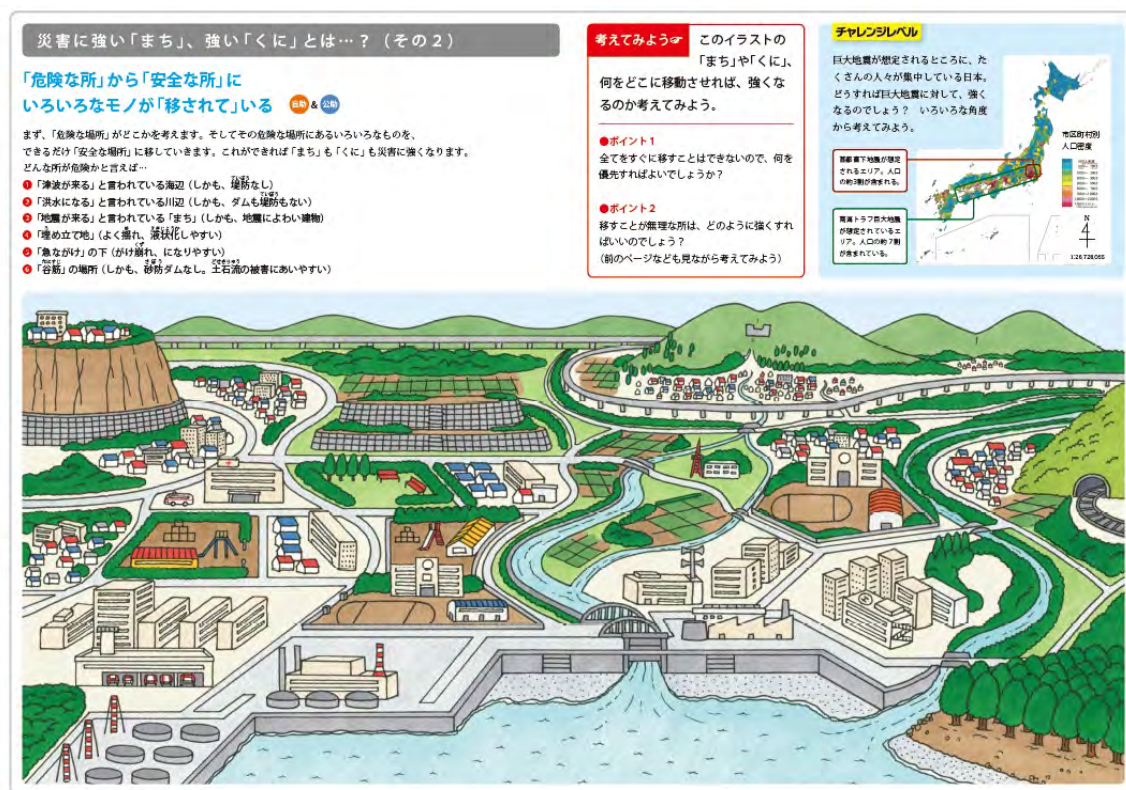 災害に強い「まち」、強い「くに」とは…？（その２）
「危険な所」から「安全な所」に
いろいろなモノが「移されて」いる 自助 & 公助
まず、「危険な場所」がどこかを考えます。そしてその危険な場所にあるいろいろなものを、
できるだけ「安全な場所」に移していきます。これができれば「まち」も「くに」も災害に強くなります。
どんな所が危険かと言えば…
❶「津波が来る」と言われている海辺（しかも、堤防なし）
❷「洪水になる」と言われている川辺（しかも、ダムも堤防もない）
❸「地震が来る」と言われている「まち」（しかも、地震によわい建物）
❹「埋め立て地」（よく揺れ、液状化しやすい）
❺「急ながけ」の下（がけ崩れ、になりやすい）
❻「谷筋」の場所（しかも、砂防ダムなし。土石流の被害にあいやすい）
考えてみよう☞ このイラストの
「まち」や「くに」、
何をどこに移動させれば、強くな
るのか考えてみよう。
●ポイント1
全てをすぐに移すことはできないので、何を
優先すればよいでしょうか？
●ポイント2
移すことが無理な所は、どのように強くすれ
ばいいのでしょう？
（前のページなども見ながら考えてみよう）
チャレンジレベル
巨大地震が想定されるところに、た
くさんの人々が集中している日本。
どうすれば巨大地震に対して、強く
なるのでしょう？ いろいろな角度
から考えてみよう。
市区町村別
人口密度
首都直下地震が想定
されるエリア。人口
の約3割が含まれる。
南海トラフ巨大地震
が想定されているエ
リア。人口の約7割
が含まれている。
N
1:26,728,055